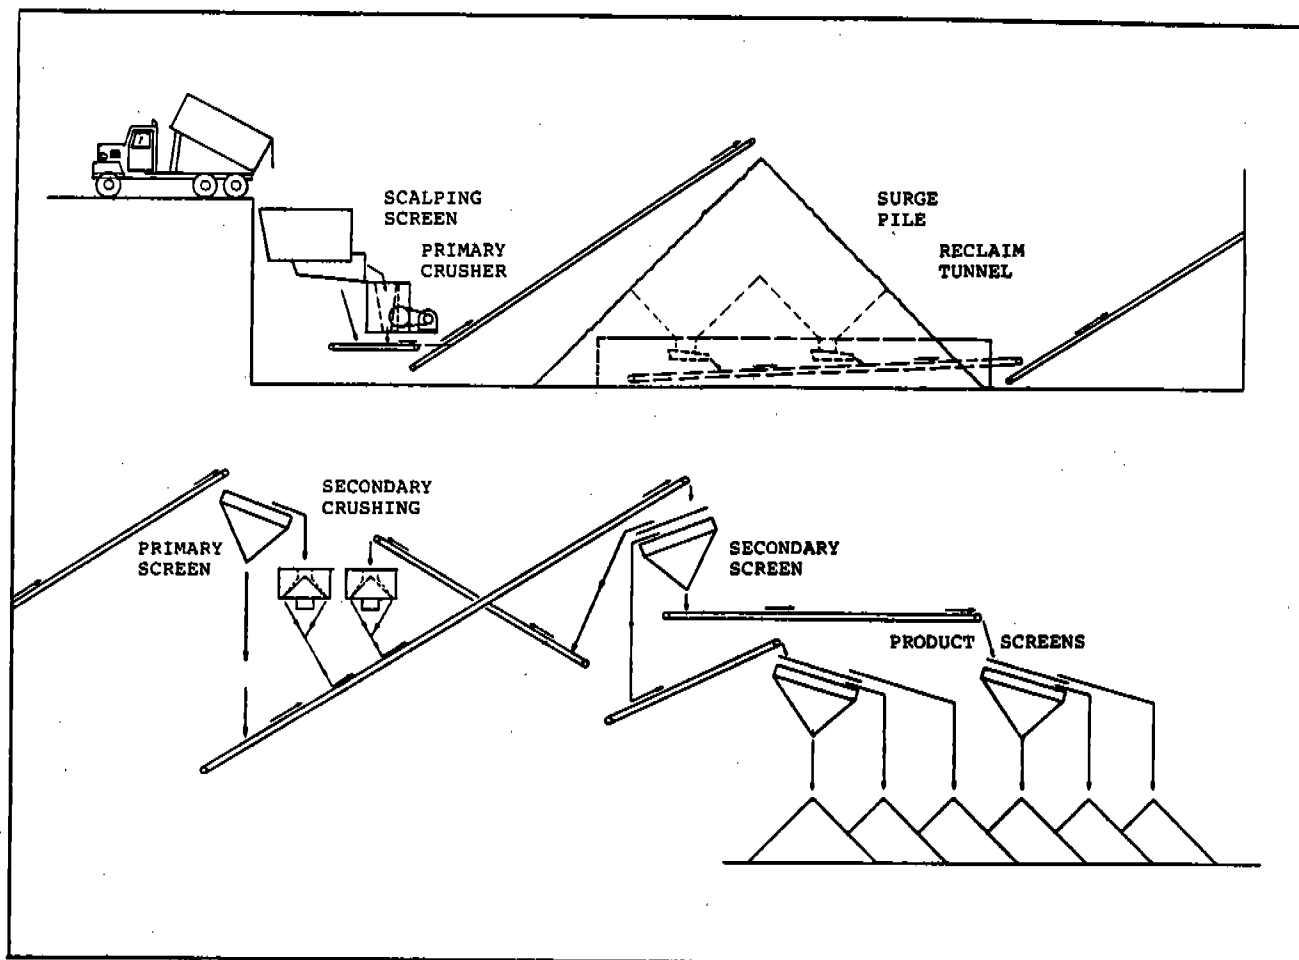 SCALPING
SCREEN
PRIMARY
CRUSHER
SURGE
PILE
RECLAIM
TUNNEL
SECONDARY
CRUSHING
PRIMARY
SCREEN
SECONDARY
SCREEN
PRODUCT SCREENS